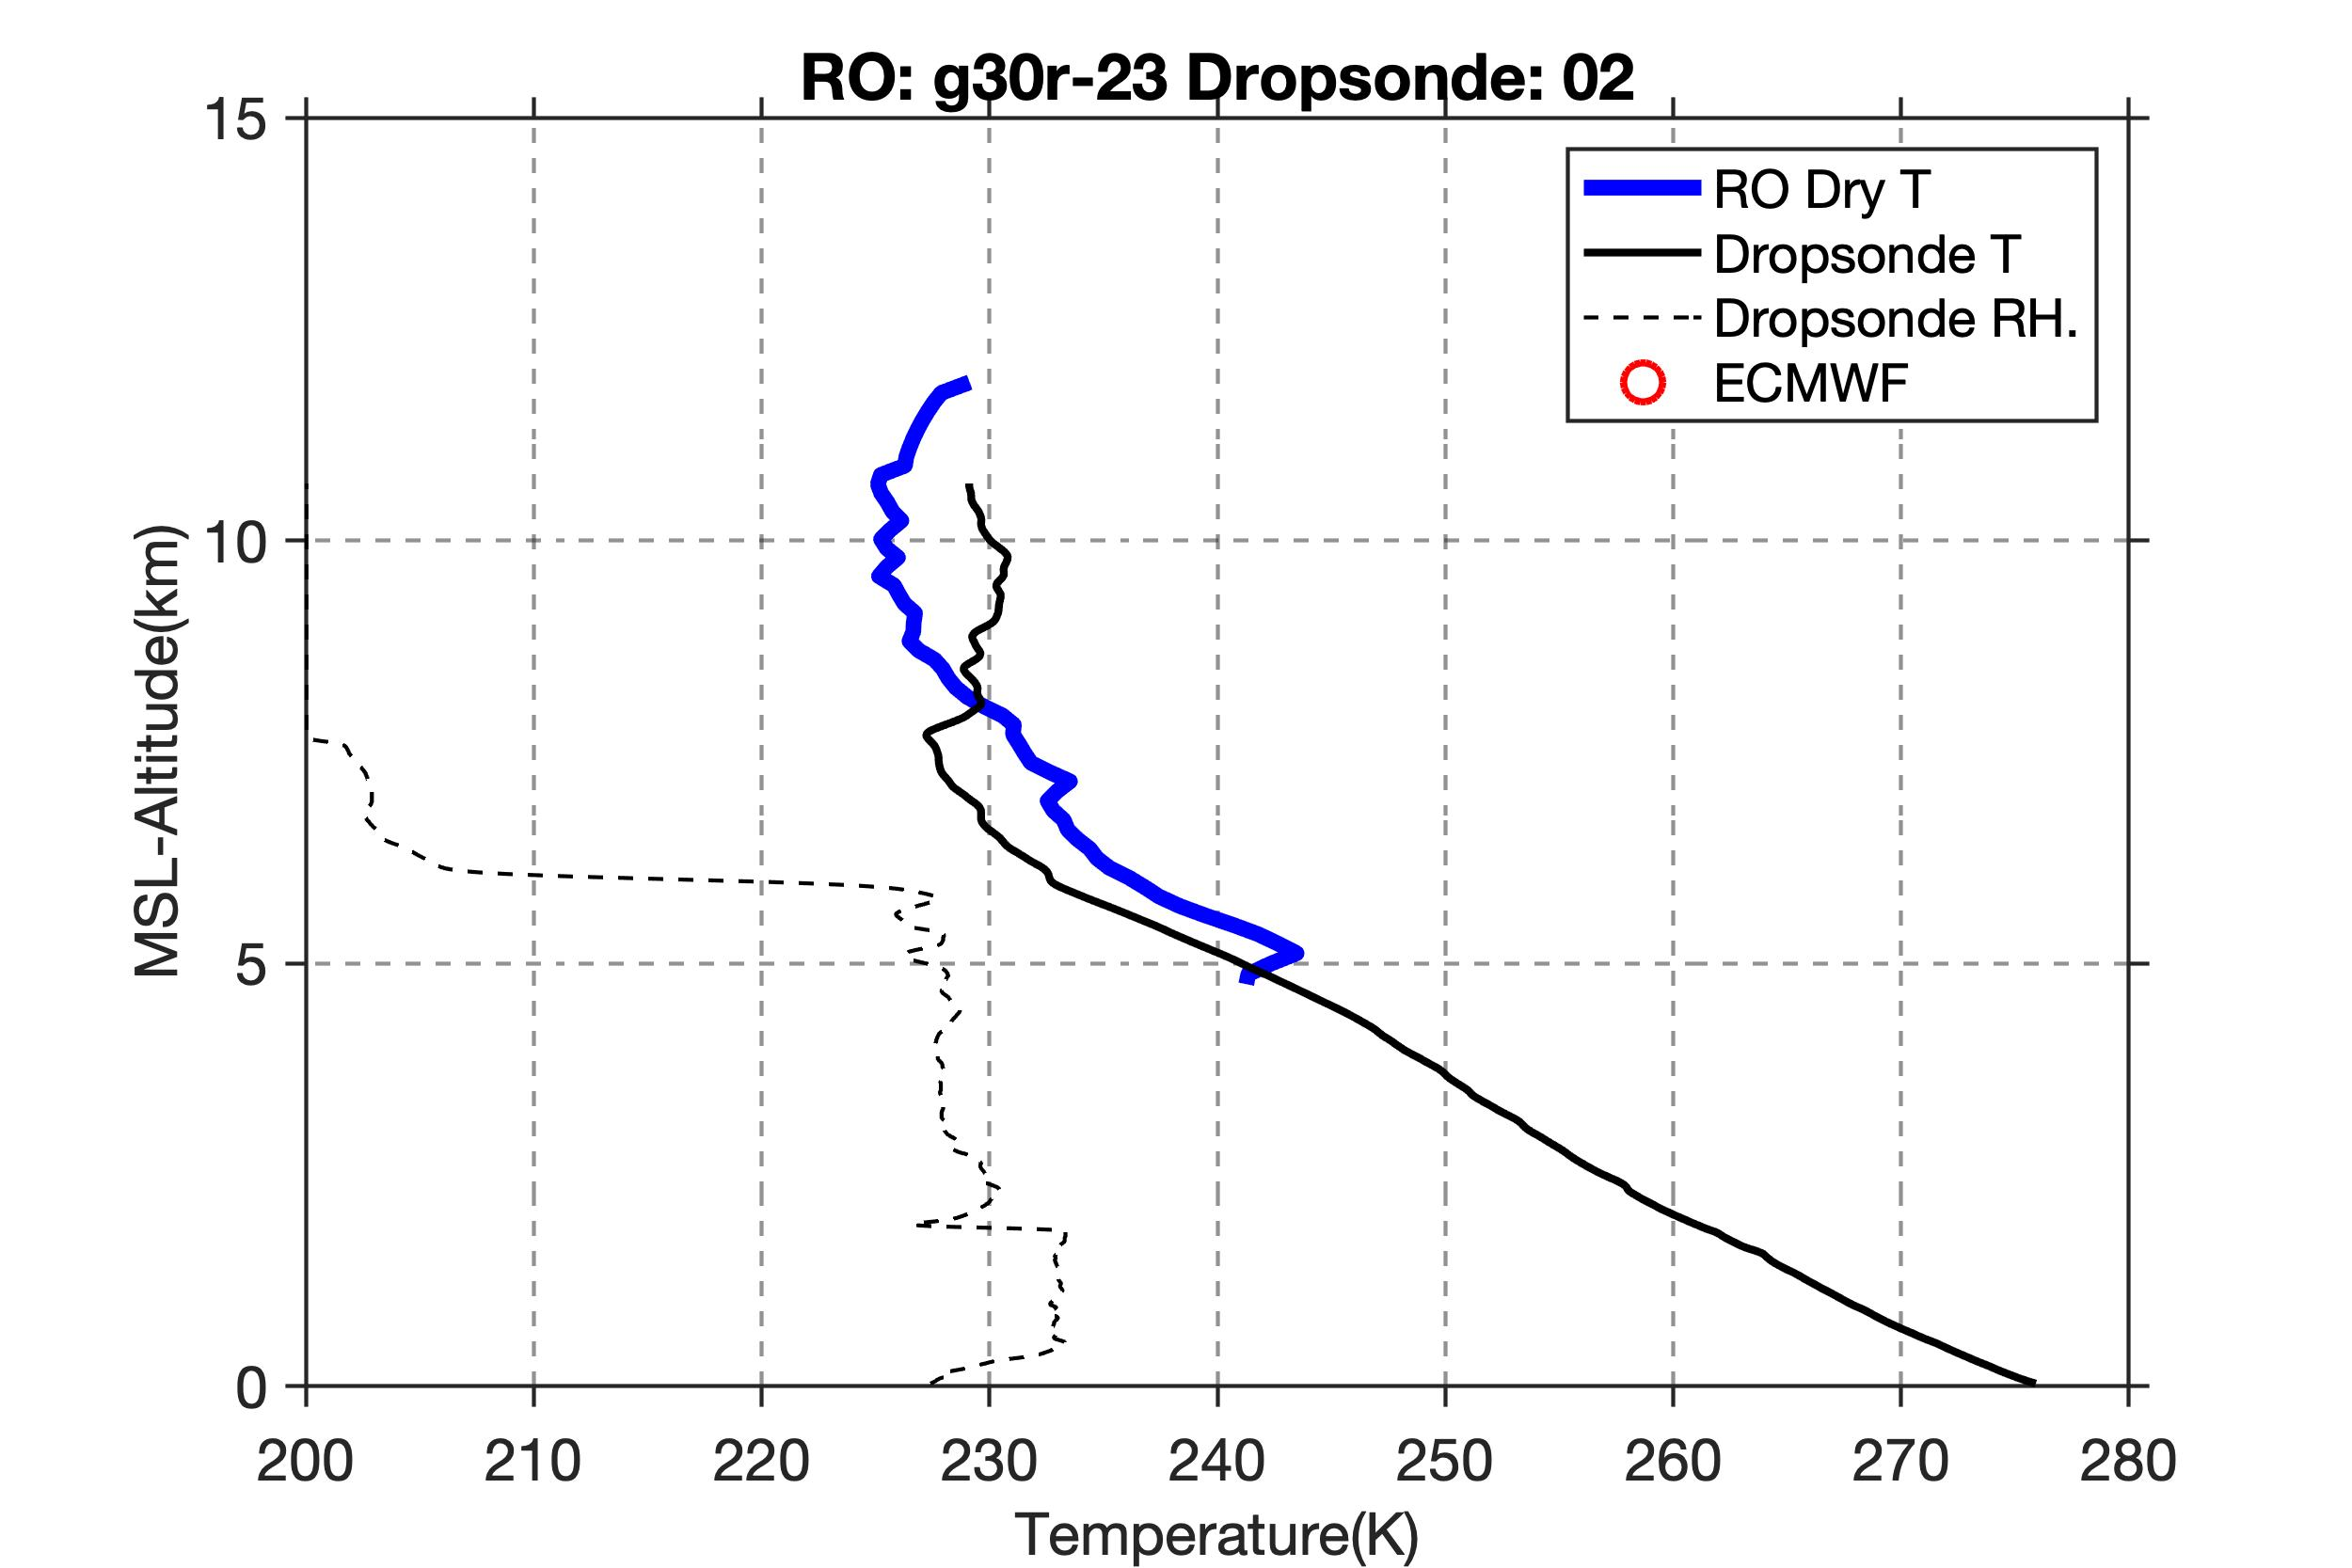 RO: g30r-23 Dropsonde: 02
15
10
5
0
MSL-Altitude(km)
RO Dry T
Dropsonde T
Dropsonde RH.
ECMWF
200 210 220 230 240 250 260 270 280
Temperature(K)